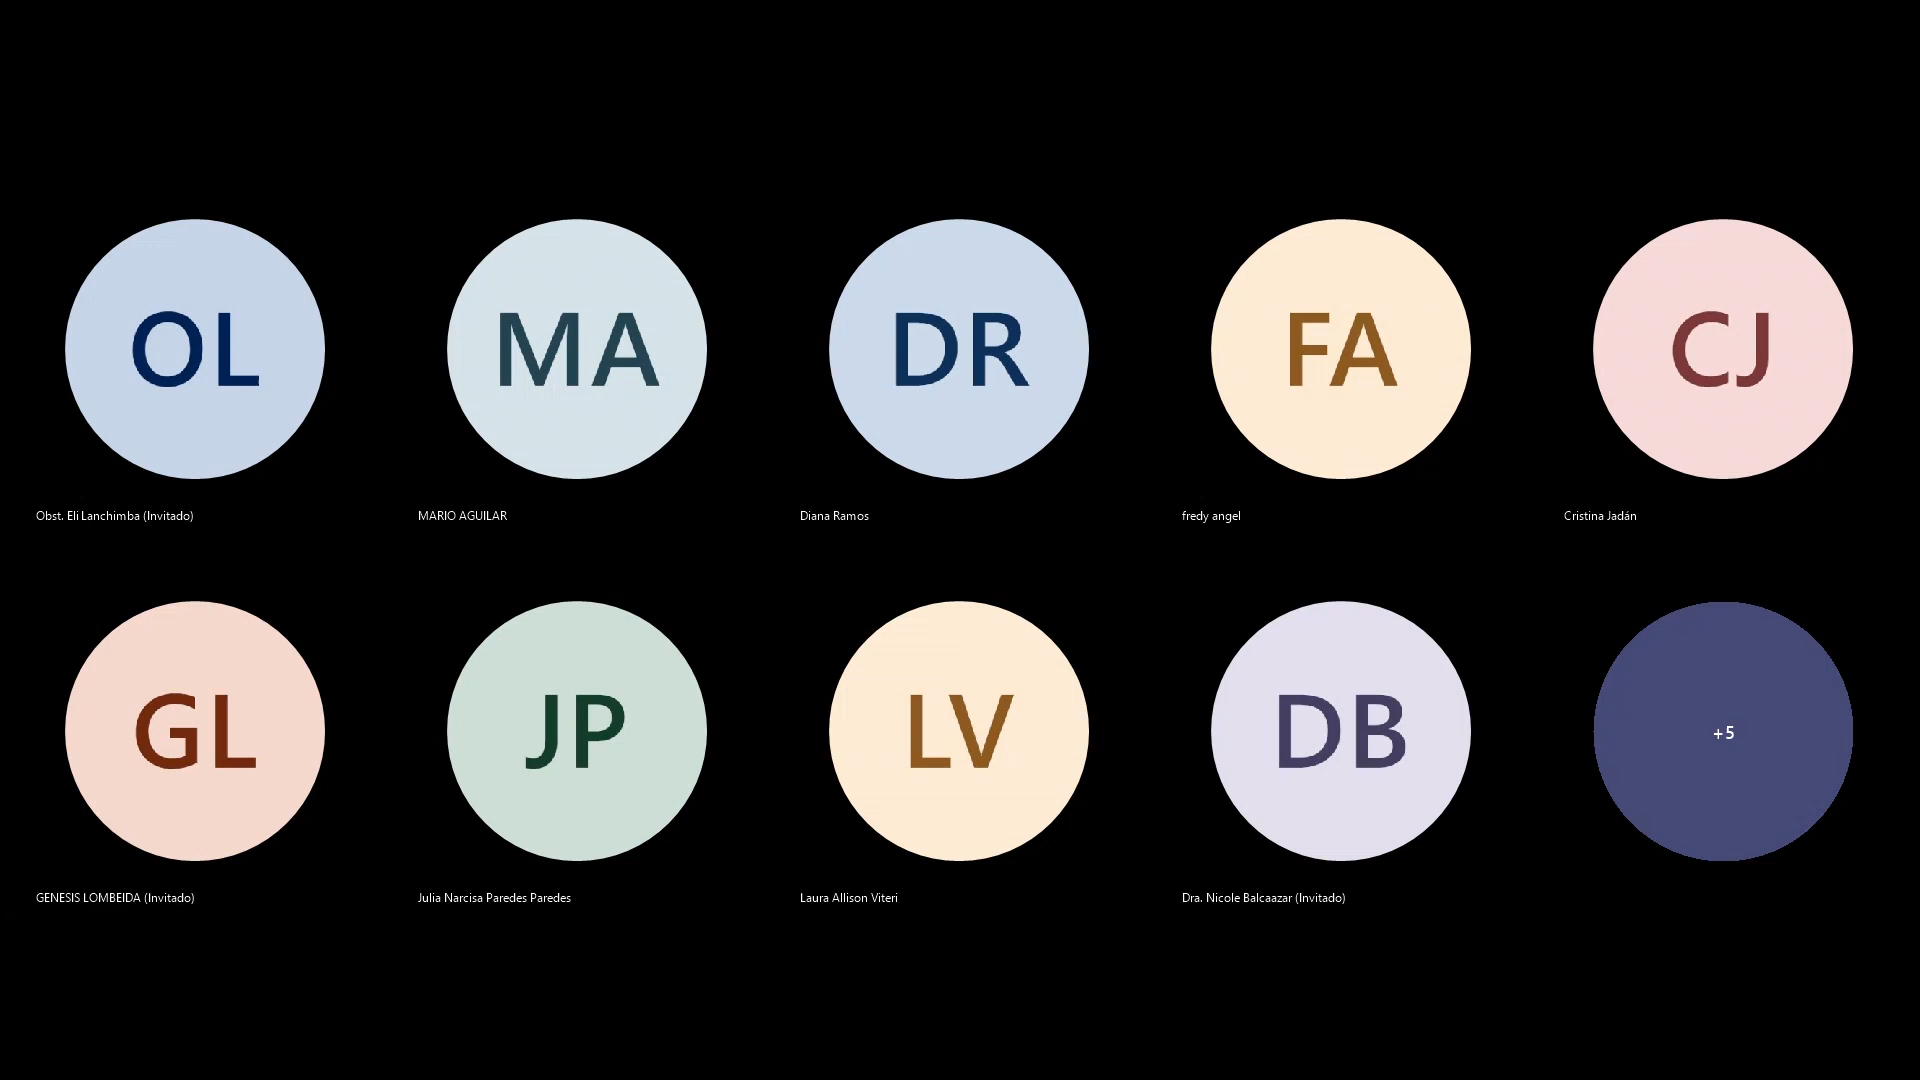 OL
MA
DR
FA
CJ
Obst. Eli Lanchimba (Invitado)
MARIO AGUILAR
Diana Ramos
fredy angel
Cristina Jadán
GL
JP
LV
DB
+5
GENESIS LOMBEIDA (Invitado)
Julia Narcisa Paredes Paredes
Laura Allison Viteri
Dra. Nicole Balcaazar (Invitado)